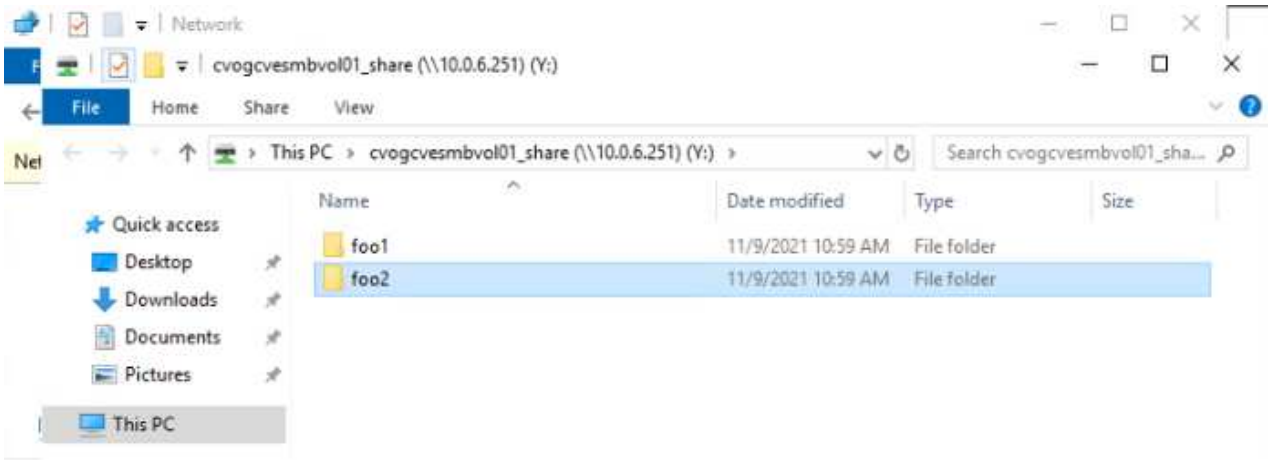 Network
cvogcvesmbvol01_share (\\10.0.6.251) (Y:)
File Home Share View
Net This PC > cvogcvesmbvol01_share (\\10.0.6.251) (Y:) > Search cvogcvesmbvol01_sha...
Name Date modified Type Size
Quick access
foo1 11/9/2021 10:59 AM File folder
Desktop
foo2 11/9/2021 10:59 AM File folder
Downloads
Documents
Pictures
This PC